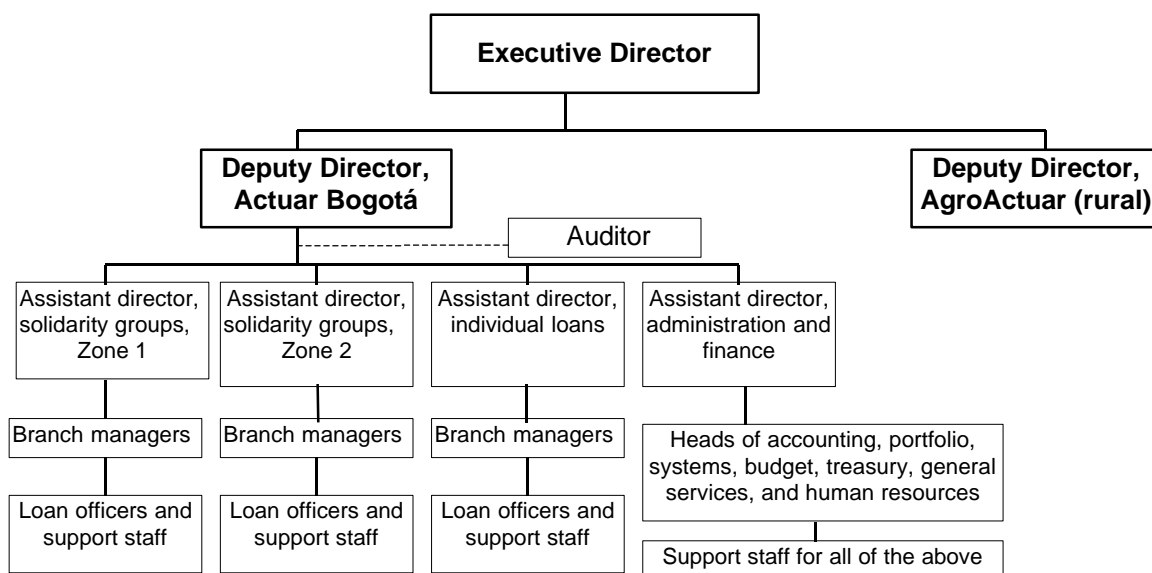 Executive Director
Deputy Director,
Actuar Bogotá
Deputy Director,
AgroActuar (rural)
Auditor
Assistant director,
solidarity groups,
Zone 1
Assistant director,
solidarity groups,
Zone 2
Assistant director,
individual loans
Assistant director,
administration and
finance
Branch managers
Branch managers
Branch managers
Heads of accounting, portfolio,
systems, budget, treasury, general
services, and human resources
Loan officers and
support staff
Loan officers and
support staff
Loan officers and
support staff
Support staff for all of the above